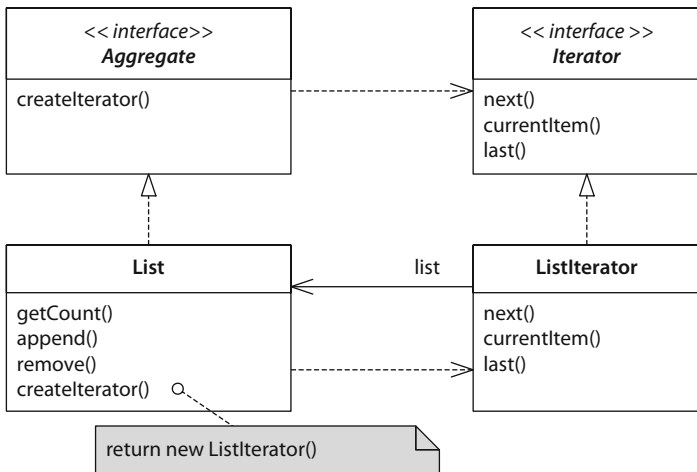 << interface>>
Aggregate
createIterator()
<< interface >>
Iterator
next()
currentItem()
last()
List
getCount()
append()
remove()
createIterator()
list
ListIterator
next()
currentItem()
last()
return new ListIterator()